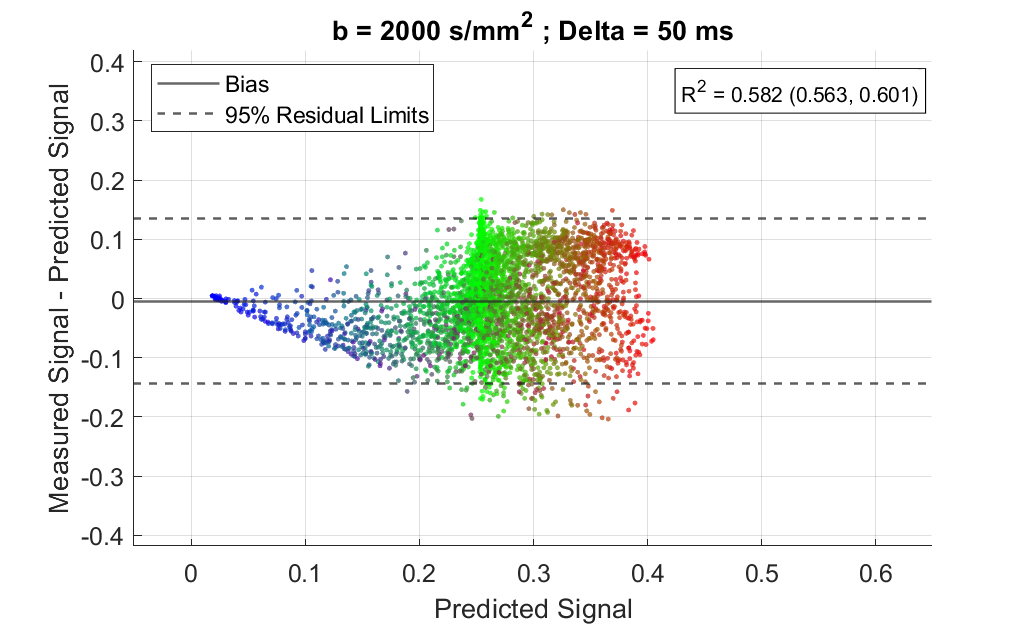 b = 2000 s/mm² ; Delta = 50 ms
Bias
95% Residual Limits
R² = 0.582 (0.563, 0.601)
Measured Signal - Predicted Signal
0.4
0.3
0.2
0.1
0
-0.1
-0.2
-0.3
-0.4
0 0.1 0.2 0.3 0.4 0.5 0.6
Predicted Signal